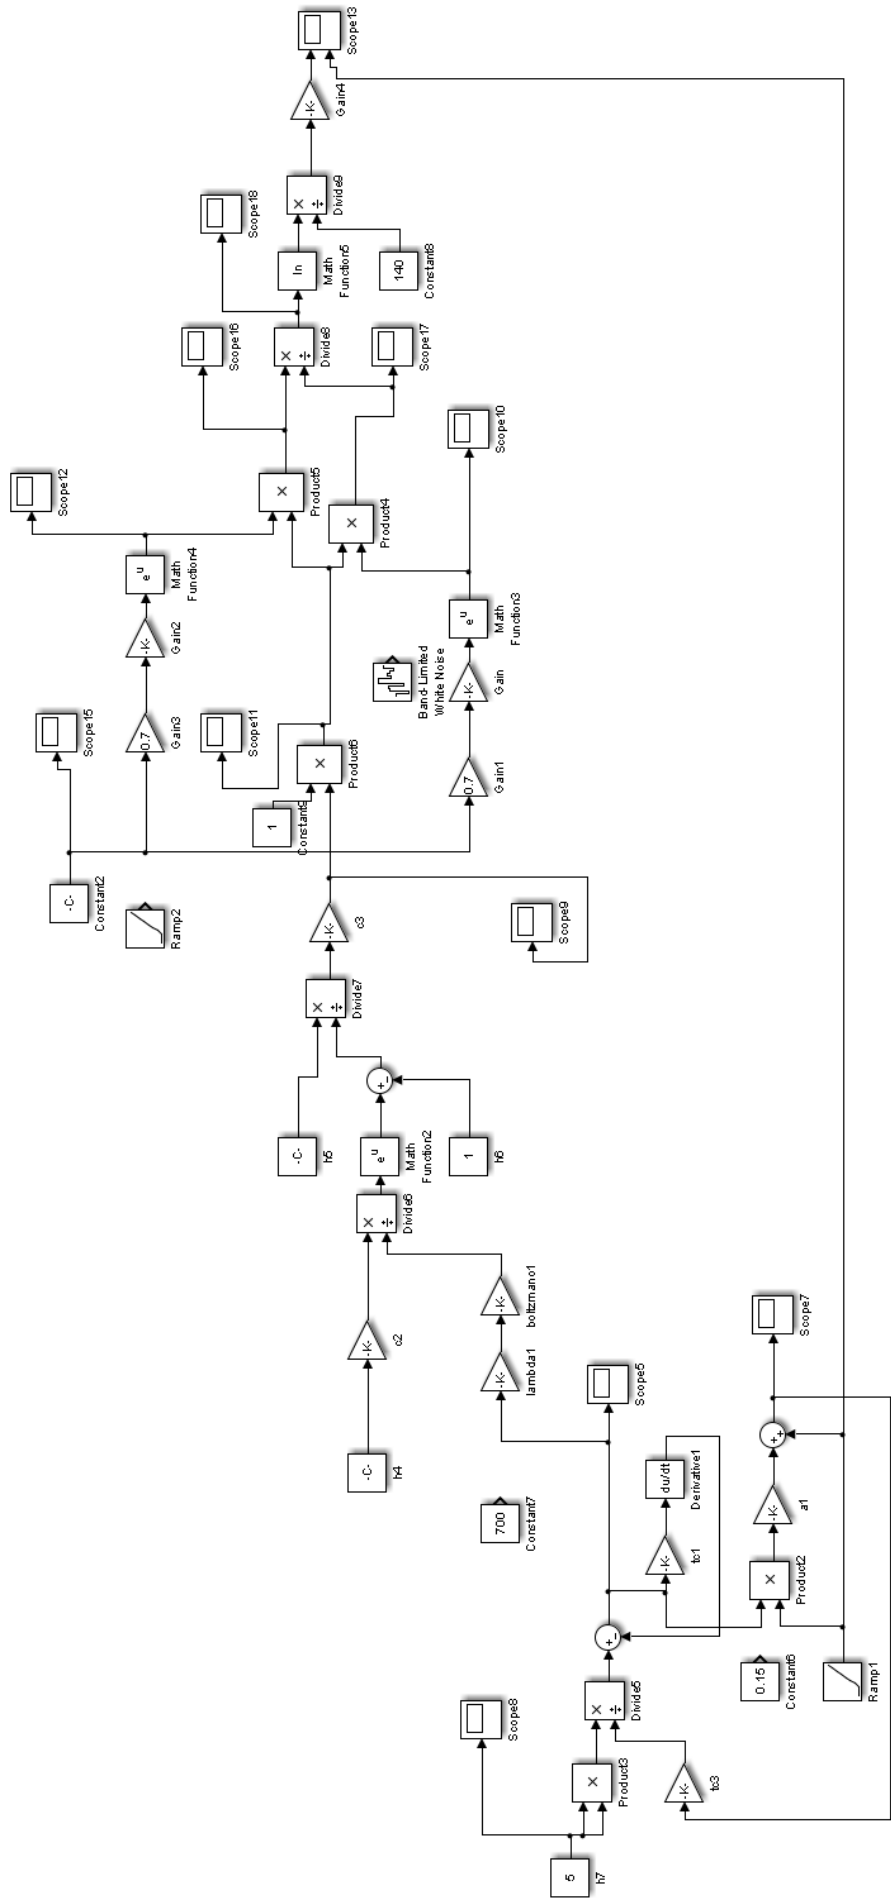 5
h7
Scope8
×
Product3
-K-
tc3
×
÷
Divide5
+
-
0.15
Constant6
Ramp1
×
Product2
-K-
tc1
du/dt
Derivative1
-K-
a1
+
+
Scope7
Scope5
700
Constant7
-C-
h4
-K-
c2
-K-
lambda1
-K-
boltzmano1
×
÷
Divide6
e^u
Math
Function2
1
h6
-C-
h5
+
-
×
÷
Divide7
-K-
c3
Scope9
-C-
Constant2
Ramp2
1
Constant9
×
Product6
Scope11
Scope15
0.7
Gain3
-K-
Gain2
e^u
Math
Function4
Scope12
0.7
Gain1
-K-
Gain
Band-Limited
White Noise
e^u
Math
Function3
Scope10
×
Product5
×
Product4
Scope16
×
÷
Divide8
Scope17
Scope18
ln
Math
Function5
140
Constant8
×
÷
Divide9
-K-
Gain4
Scope13